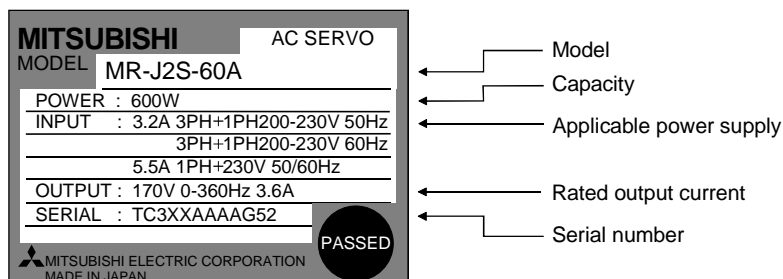 MITSUBISHI AC SERVO
MODEL MR-J2S-60A
POWER : 600W
INPUT : 3.2A 3PH+1PH200-230V 50Hz
3PH+1PH200-230V 60Hz
5.5A 1PH+230V 50/60Hz
OUTPUT : 170V 0-360Hz 3.6A
SERIAL : TC3XXAAAAG52
PASSED
MITSUBISHI ELECTRIC CORPORATION
MADE IN JAPAN
Model
Capacity
Applicable power supply
Rated output current
Serial number